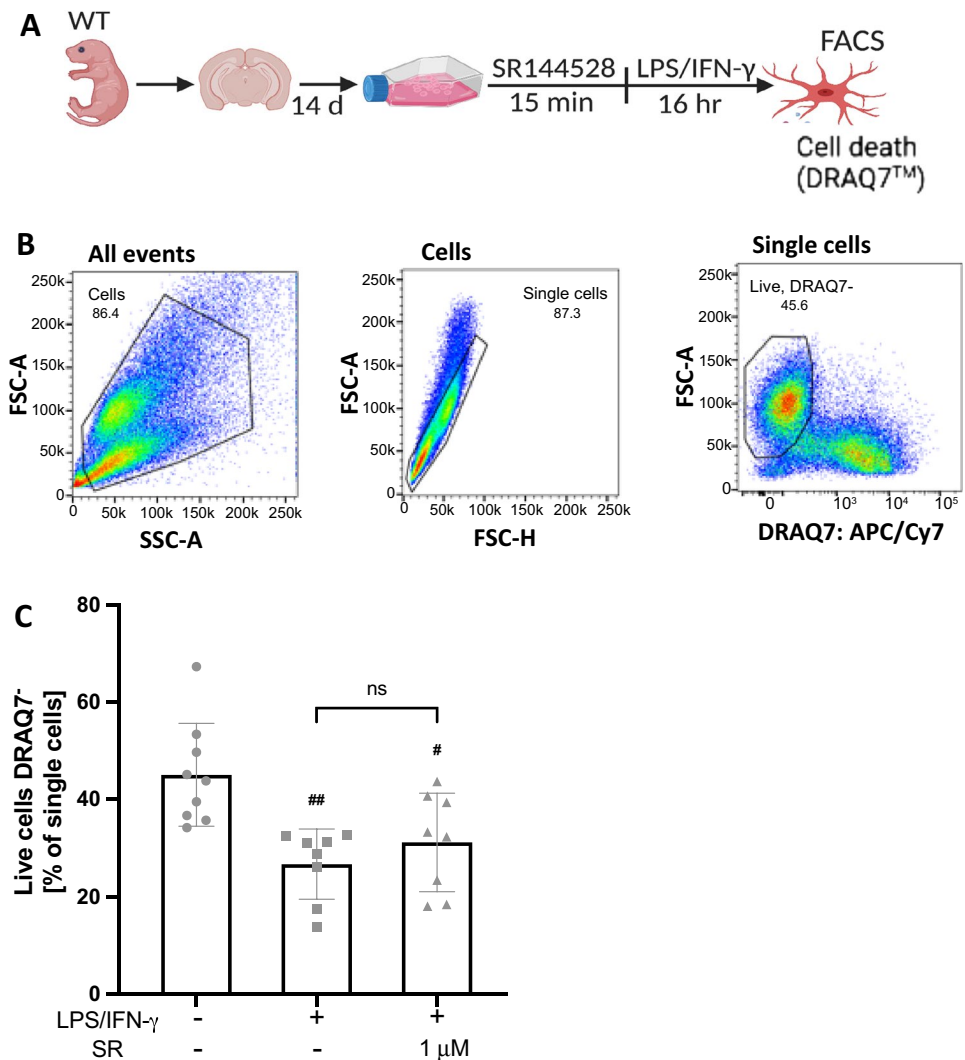 A
WT
14 d
SR144528
15 min
LPS/IFN-γ
16 hr
FACS
Cell death
(DRAQ7™)
B
All events
Cells
86.4
250k
200k
150k
100k
50k
0
FSC-A
0 50k 100k 150k 200k 250k
SSC-A
Cells
Single cells
87.3
250k
200k
150k
100k
50k
0
FSC-A
0 50k 100k 150k 200k 250k
FSC-H
Single cells
Live, DRAQ7-
45.6
250k
200k
150k
100k
50k
0
FSC-A
0 10³ 10⁴ 10⁵
DRAQ7: APC/Cy7
C
80
60
40
20
0
Live cells DRAQ7⁻
[% of single cells]
ns
##
#
LPS/IFN-γ - + +
SR - - 1 μM